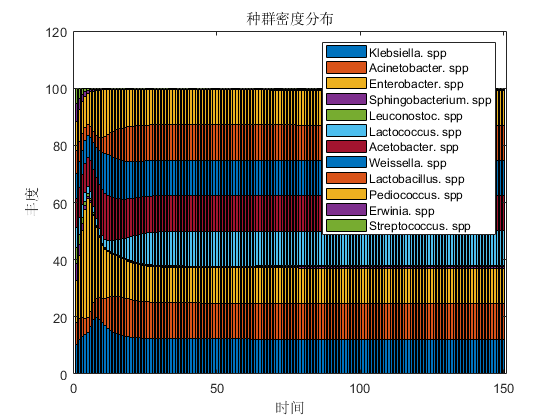 种群密度分布
120
100
80
60
40
20
0
丰度
0 50 100 150
时间
Klebsiella. spp
Acinetobacter. spp
Enterobacter. spp
Sphingobacterium. spp
Leuconostoc. spp
Lactococcus. spp
Acetobacter. spp
Weissella. spp
Lactobacillus. spp
Pediococcus. spp
Erwinia. spp
Streptococcus. spp